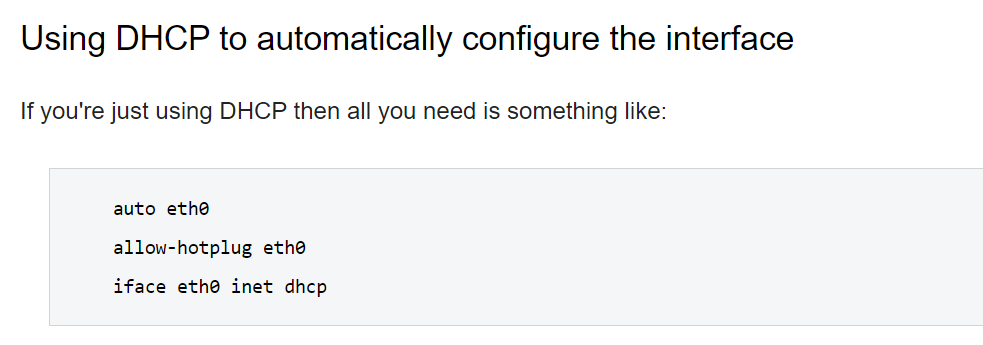 Using DHCP to automatically configure the interface
If you're just using DHCP then all you need is something like:
auto eth0
allow-hotplug eth0
iface eth0 inet dhcp